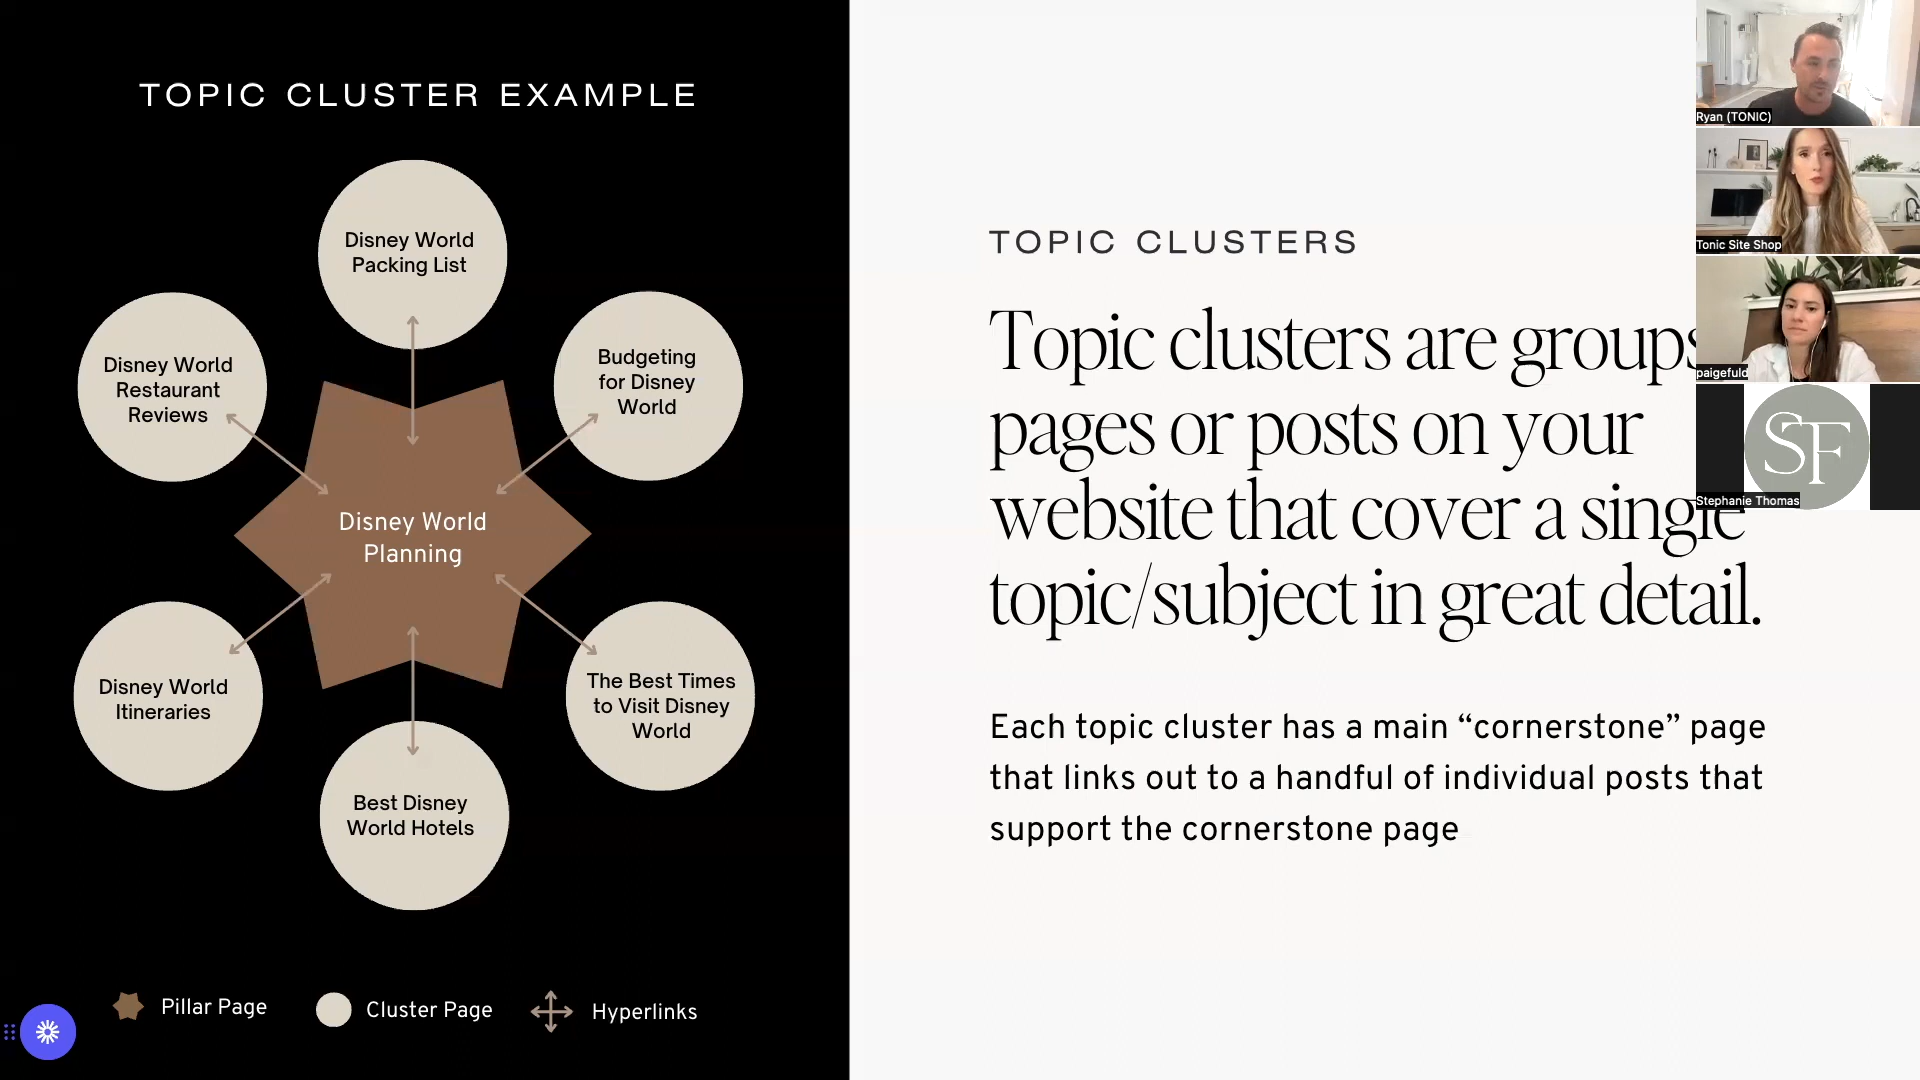 TOPIC CLUSTER EXAMPLE
Disney World
Packing List
Disney World
Restaurant
Reviews
Budgeting
for Disney
World
Disney World
Planning
Disney World
Itineraries
The Best Times
to Visit Disney
World
Best Disney
World Hotels
Pillar Page
Cluster Page
Hyperlinks
TOPIC CLUSTERS
Topic clusters are groups
pages or posts on your
website that cover a single
topic/subject in great detail.
Each topic cluster has a main “cornerstone” page
that links out to a handful of individual posts that
support the cornerstone page
Ryan (TONIC)
Tonic Site Shop
paigefuld
SF
Stephanie Thomas